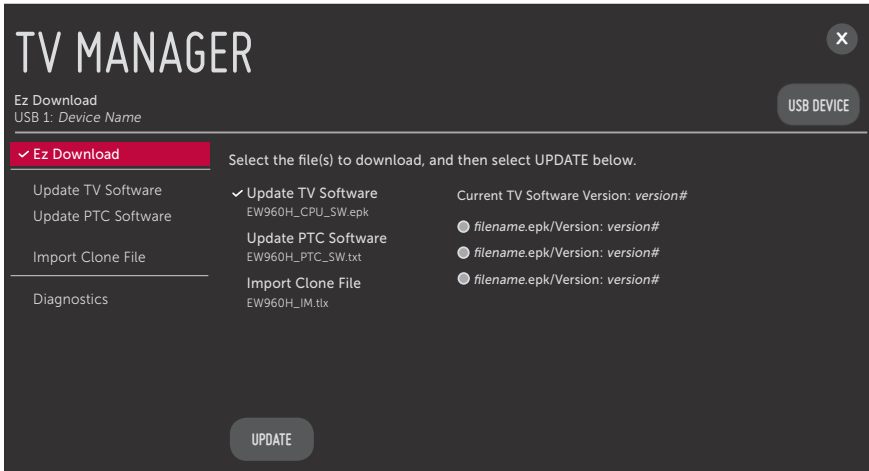 TV MANAGER
X
Ez Download
USB 1: Device Name
USB DEVICE
Ez Download
Update TV Software
Update PTC Software
Import Clone File
Diagnostics
Select the file(s) to download, and then select UPDATE below.
Update TV Software
EW960H_CPU_SW.epk
Update PTC Software
EW960H_PTC_SW.txt
Import Clone File
EW960H_IM.tlx
Current TV Software Version: version#
filename.epk/Version: version#
filename.epk/Version: version#
filename.epk/Version: version#
UPDATE